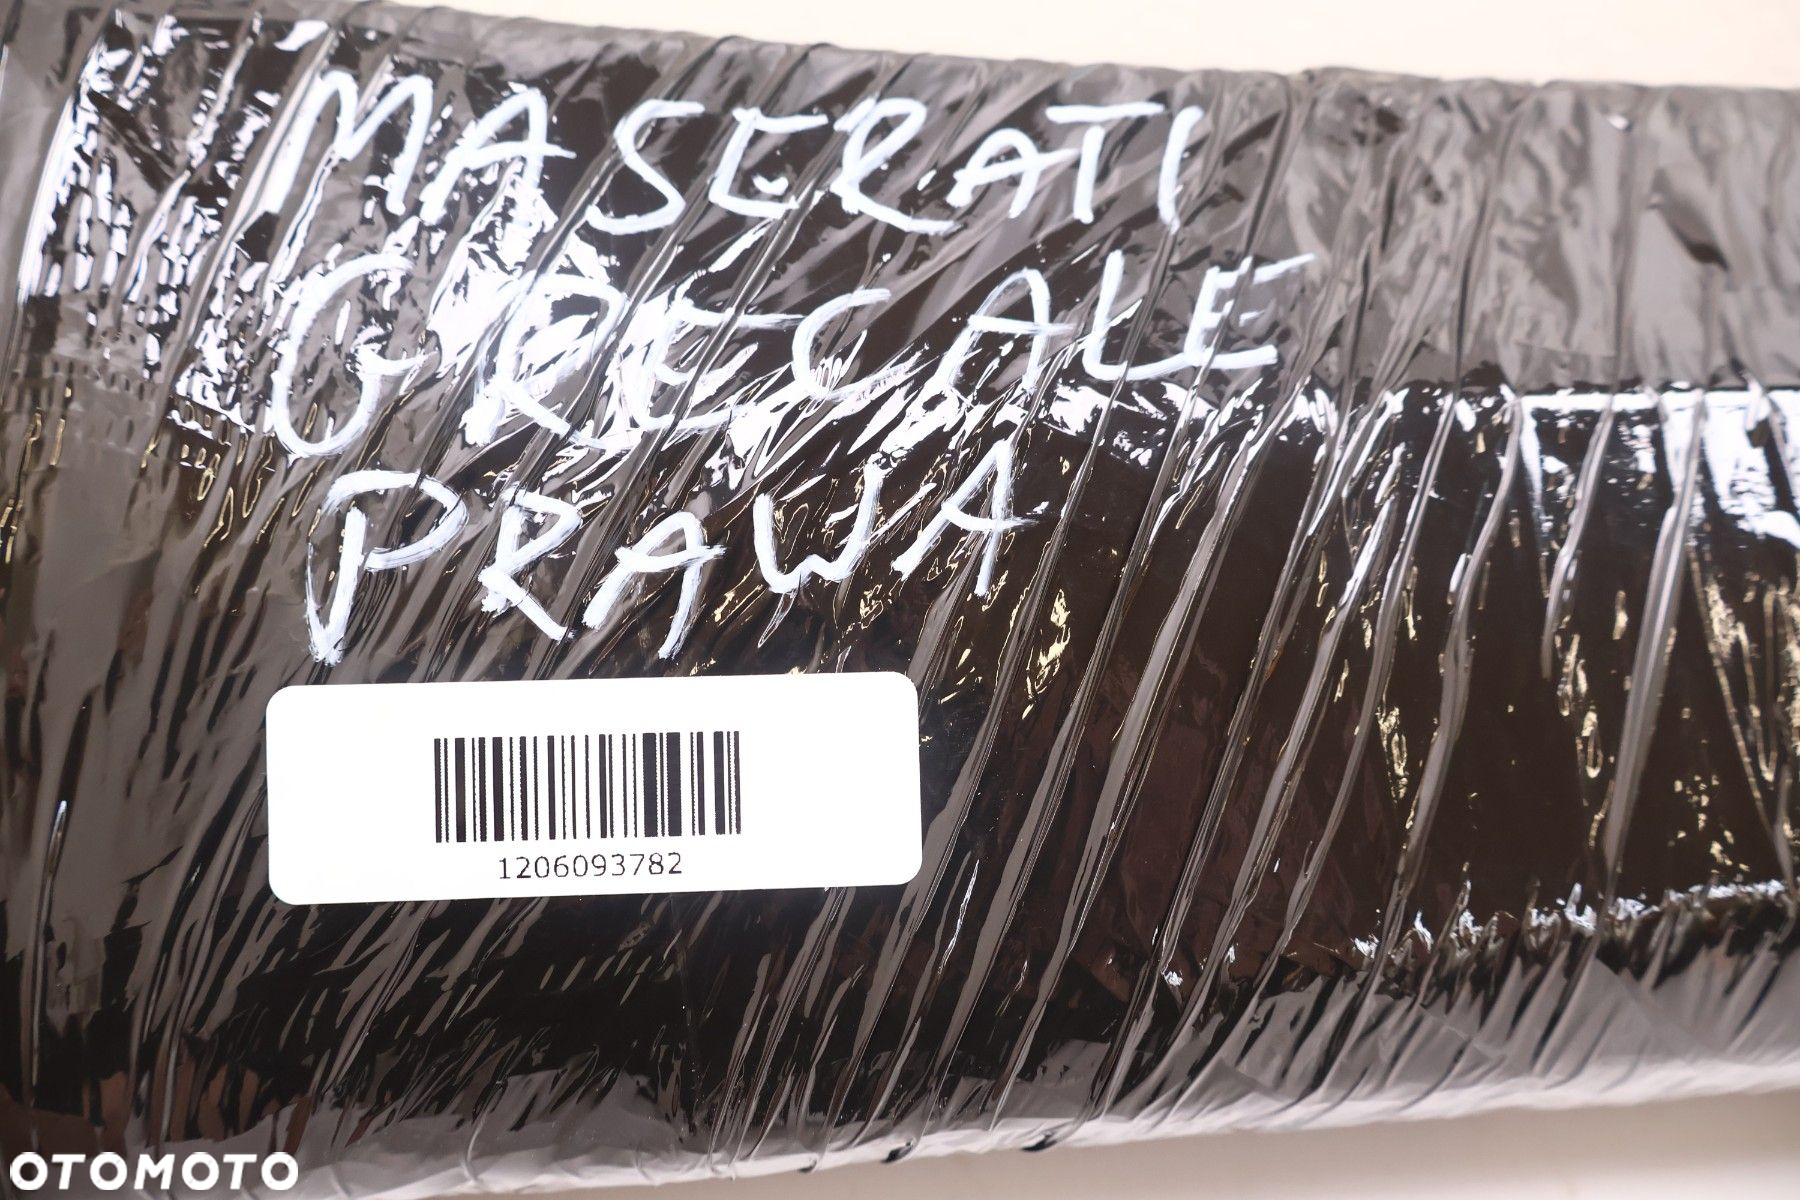 MASERATI
GRECALE
PRAWA
1206093782
OTOMOTO